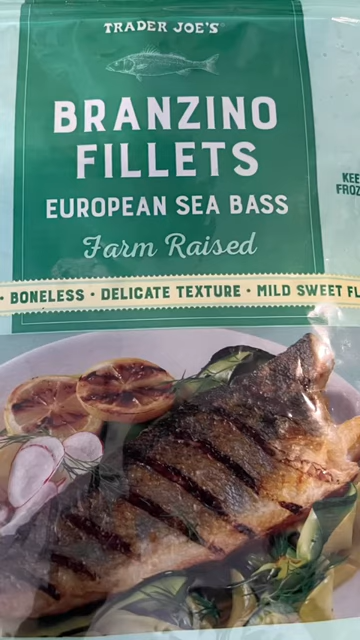 TRADER JOE'S
BRANZINO
FILLETS
EUROPEAN SEA BASS
Farm Raised
· BONELESS · DELICATE TEXTURE · MILD SWEET FL
KEE
FROZ